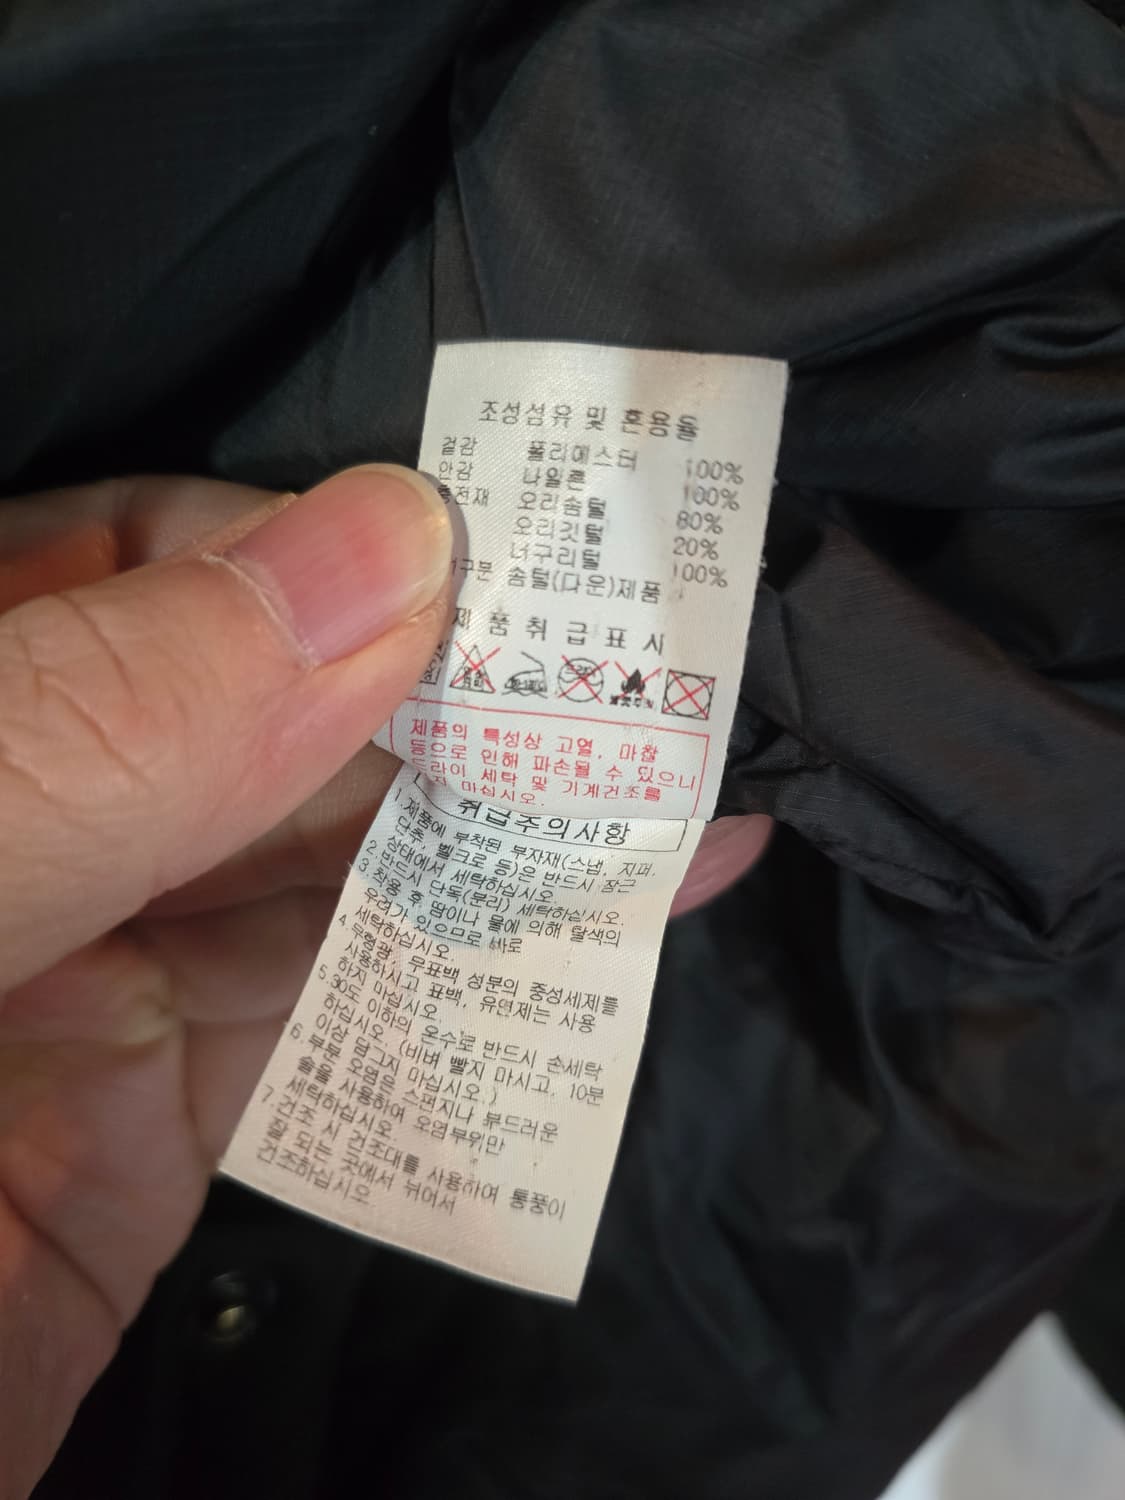 조성섬유 및 혼용률
겉감 폴리에스터 100%
안감 나일론 100%
충전재 오리솜털 80%
오리깃털 20%
너구리털 100%
제품구분 솜털(다운)제품
제품취급표시
제품의 특성상 고열, 마찰
등으로 인해 파손될 수 있으니
드라이 세탁 및 기계건조를
하지 마십시오.
취급주의사항
1.제품에 부착된 부자재(스냅, 지퍼,
단추, 벨크로 등)은 반드시 잠근
상태에서 세탁하십시오.
2.반드시 단독(분리) 세탁하십시오.
3.착용 후 땀이나 물에 의해 탈색의
우려가 있으므로 바로
세탁하십시오.
4.무형광, 무표백 성분의 중성세제를
사용하시고 표백, 유연제는 사용
하지 마십시오.
5.30도 이하의 온수로 반드시 손세탁
하십시오. (비벼 빨지 마시고, 10분
이상 담그지 마십시오.)
6.부분 오염은 스펀지나 부드러운
솔을 사용하여 오염부위만
세탁하십시오.
7.건조 시 건조대를 사용하여 통풍이
잘 되는 곳에서 뉘어서
건조하십시오